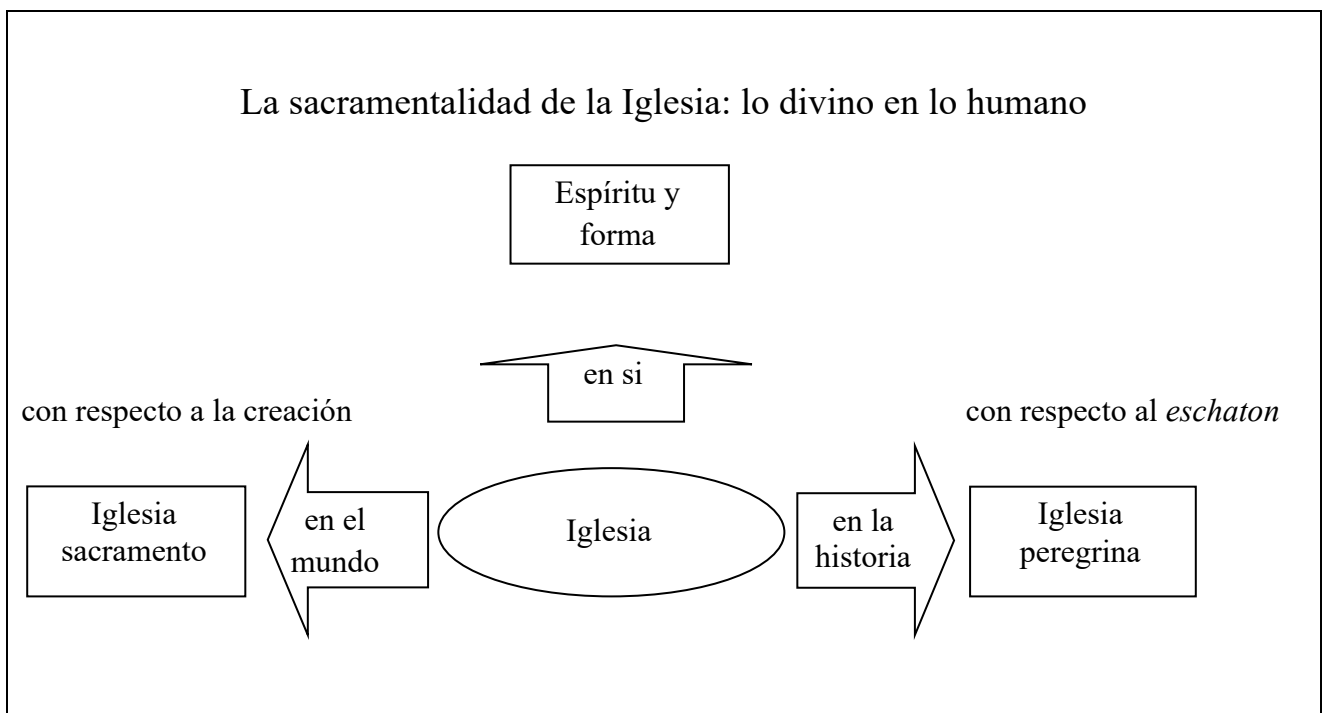 La sacramentalidad de la Iglesia: lo divino en lo humano
Espíritu y
forma
en si
con respecto a la creación
con respecto al eschaton
Iglesia
sacramento
en el
mundo
Iglesia
en la
historia
Iglesia
peregrina